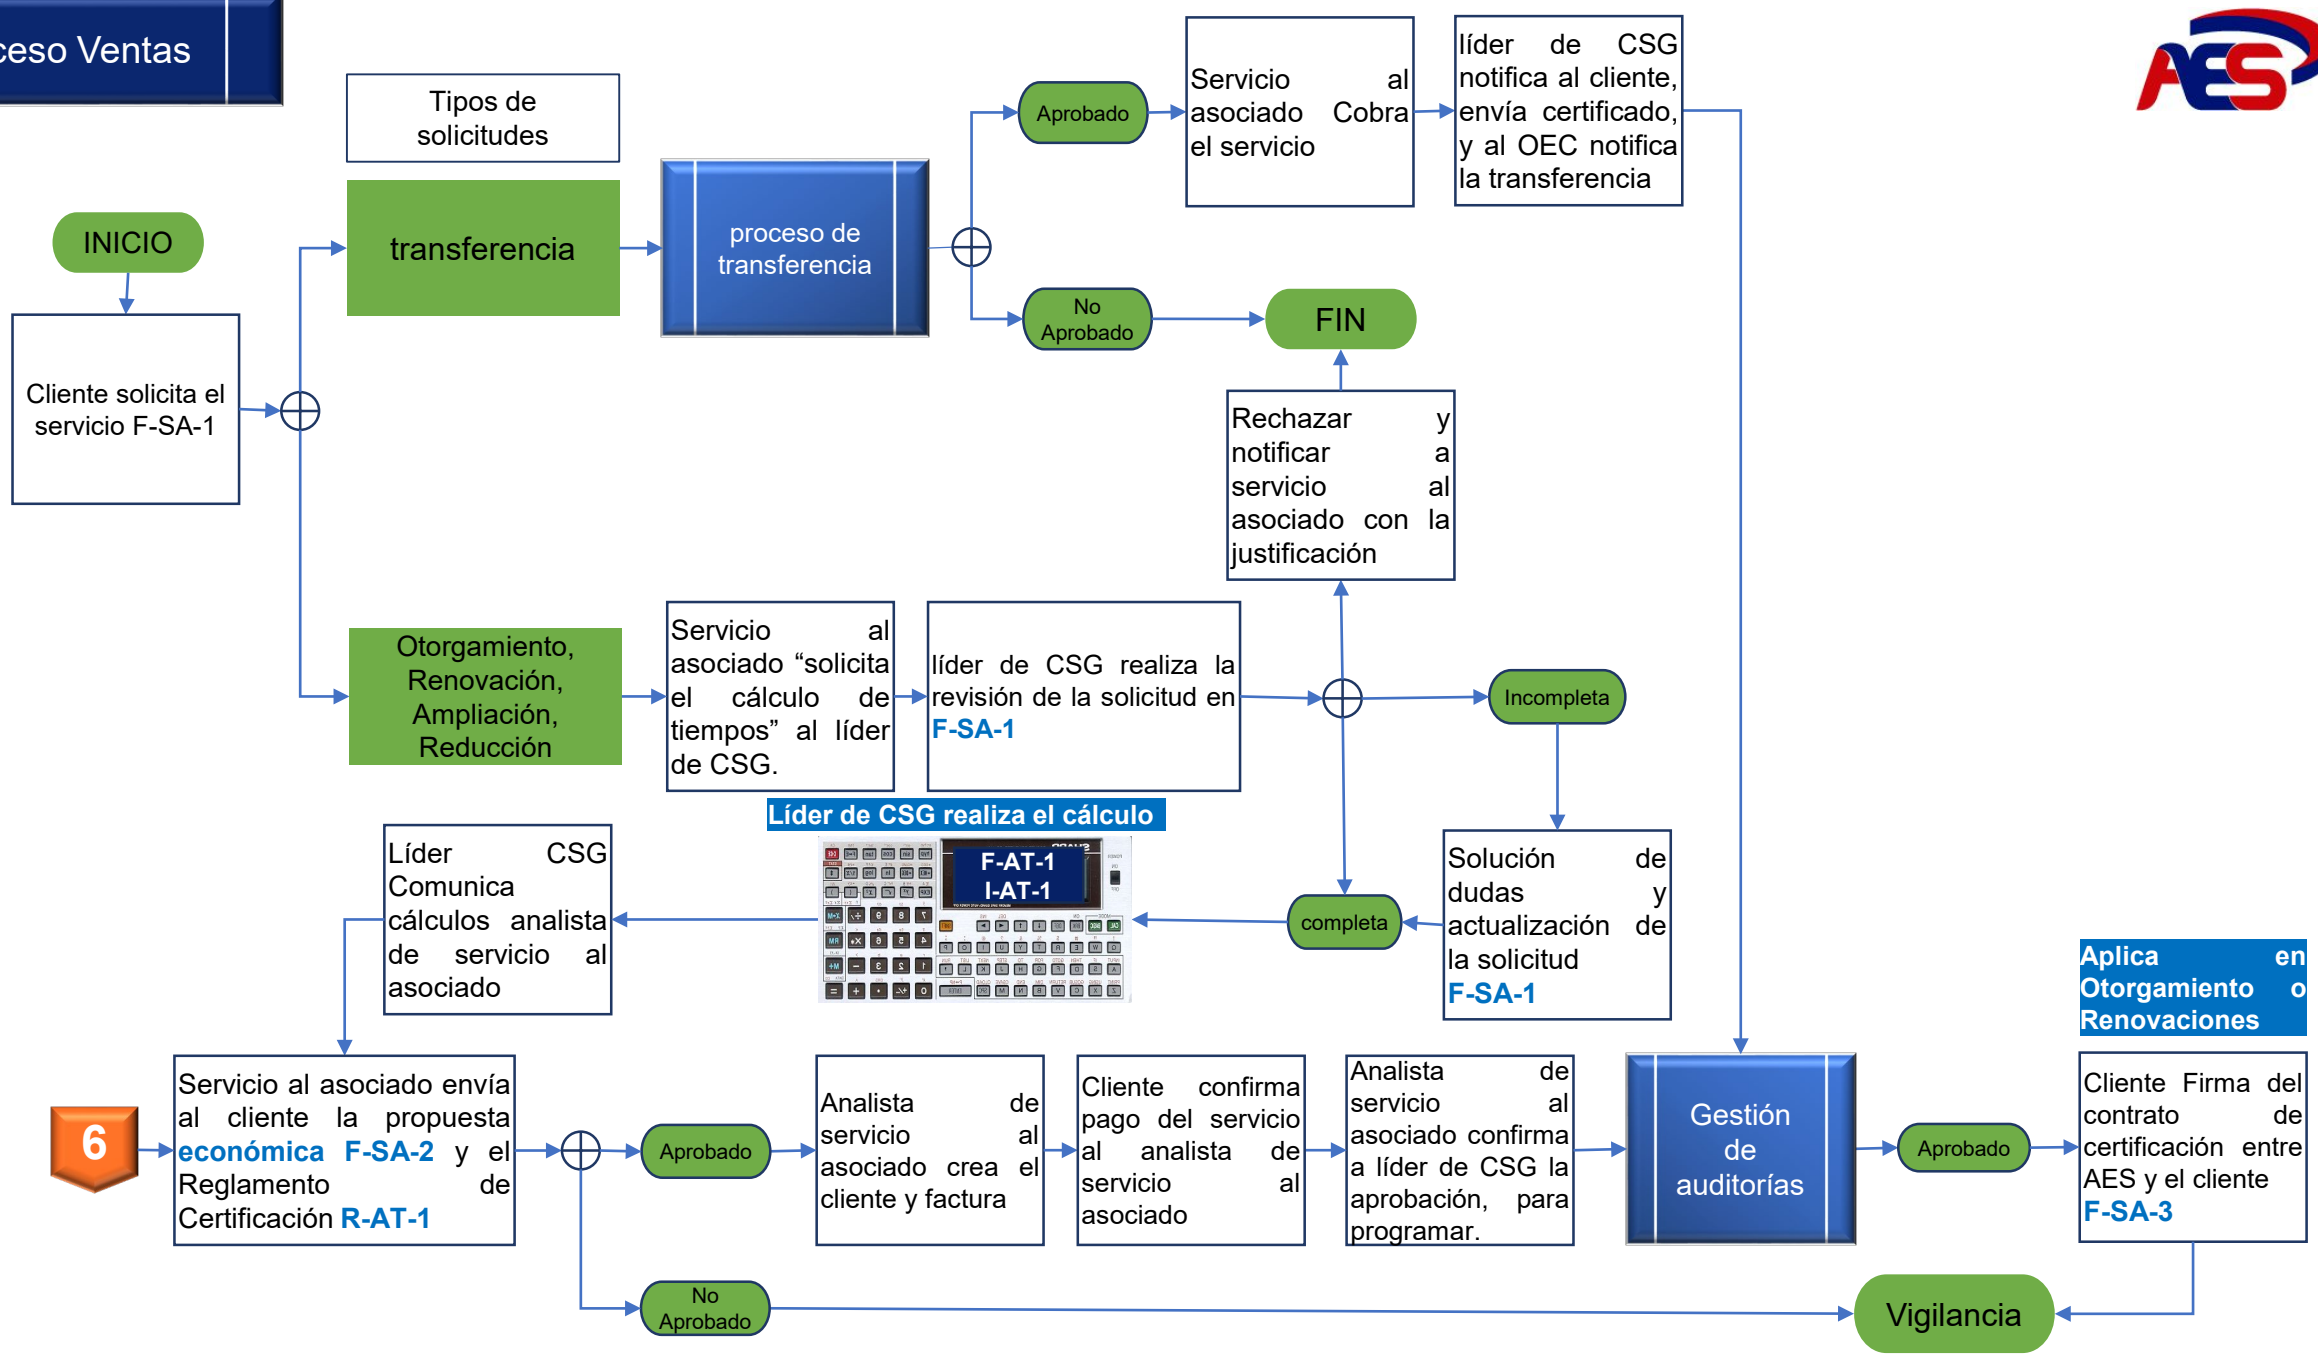 ceso Ventas
AES
Tipos de
solicitudes
INICIO
Cliente solicita el
servicio F-SA-1
transferencia
proceso de
transferencia
Aprobado
Servicio al
asociado Cobra
el servicio
líder de CSG
notifica al cliente,
envía certificado,
y al OEC notifica
la transferencia
No
Aprobado
FIN
Rechazar y
notificar a
servicio al
asociado con la
justificación
Otorgamiento,
Renovación,
Ampliación,
Reducción
Servicio al
asociado “solicita
el cálculo de
tiempos” al líder
de CSG.
líder de CSG realiza la
revisión de la solicitud en
F-SA-1
Incompleta
Solución de
dudas y
actualización de
la solicitud
F-SA-1
completa
Líder de CSG realiza el cálculo
F-AT-1
I-AT-1
Líder CSG
Comunica
cálculos analista
de servicio al
asociado
6
Servicio al asociado envía
al cliente la propuesta
económica F-SA-2 y el
Reglamento de
Certificación R-AT-1
Aprobado
Analista de
servicio al
asociado crea el
cliente y factura
Cliente confirma
pago del servicio
al analista de
servicio al
asociado
Analista de
servicio al
asociado confirma
a líder de CSG la
aprobación, para
programar.
Gestión
de
auditorías
Aprobado
Aplica en
Otorgamiento o
Renovaciones
Cliente Firma del
contrato de
certificación entre
AES y el cliente
F-SA-3
No
Aprobado
Vigilancia